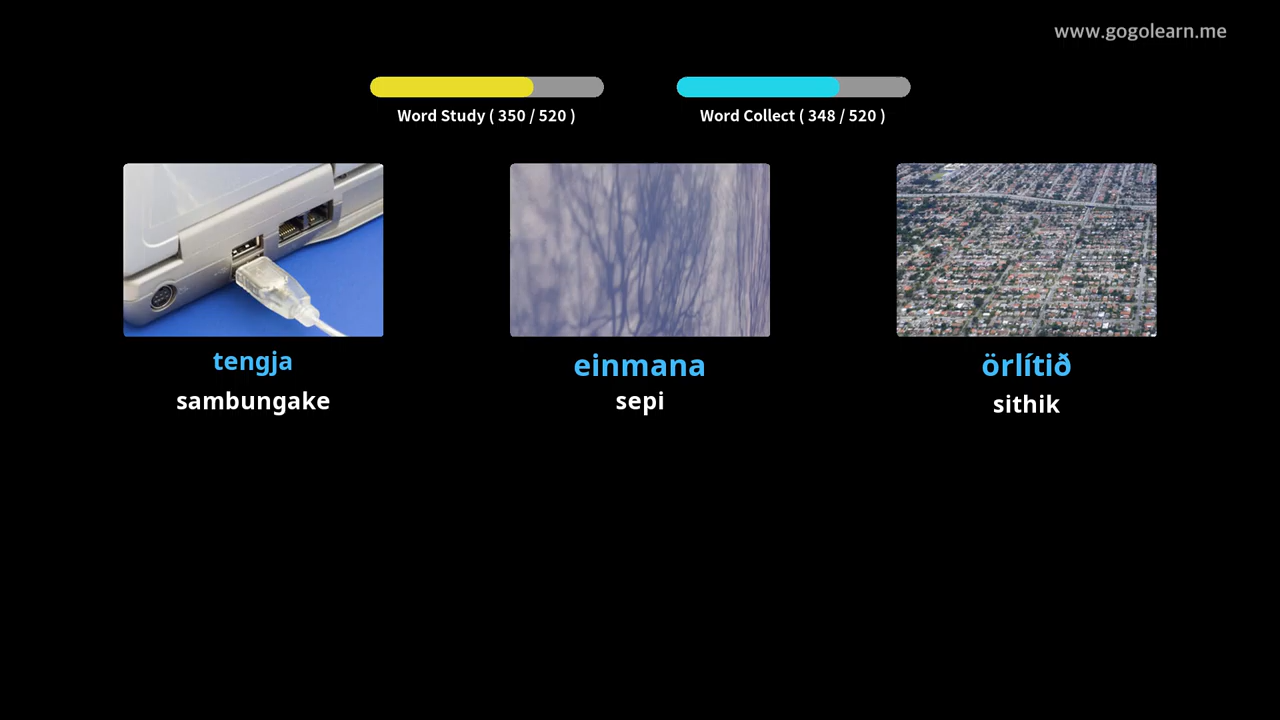 www.gogolearn.me
Word Study ( 350 / 520 )
Word Collect ( 348 / 520 )
tengja
sambungake
einmana
sepi
örlítið
sithik